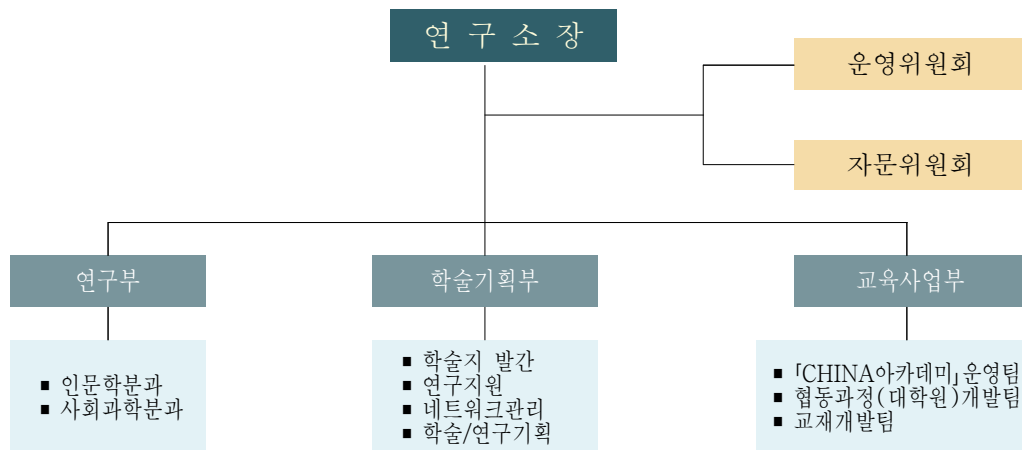 연 구 소 장
운영위원회
자문위원회
연구부
학술기획부
교육사업부
■ 인문학분과
■ 사회과학분과
■ 학술지 발간
■ 연구지원
■ 네트워크관리
■ 학술/연구기획
■ 「CHINA아카데미」운영팀
■ 협동과정(대학원)개발팀
■ 교재개발팀